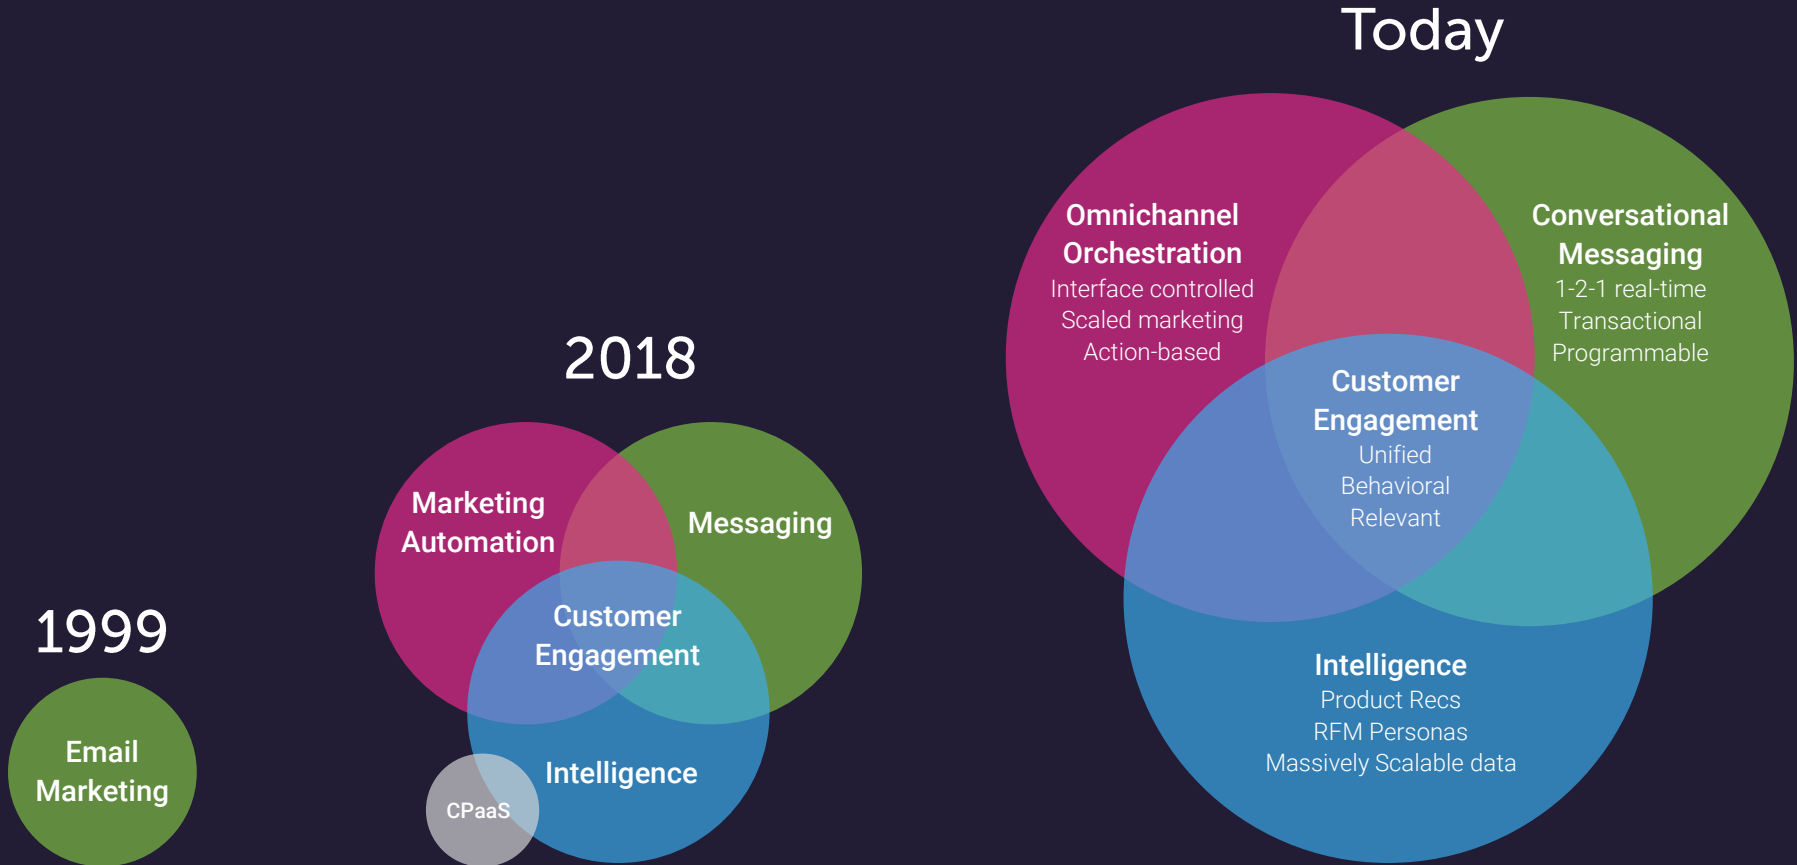 1999
Email
Marketing
2018
Marketing
Automation
Messaging
Customer
Engagement
Intelligence
CPaaS
Today
Omnichannel
Orchestration
Interface controlled
Scaled marketing
Action-based
Conversational
Messaging
1-2-1 real-time
Transactional
Programmable
Customer
Engagement
Unified
Behavioral
Relevant
Intelligence
Product Recs
RFM Personas
Massively Scalable data